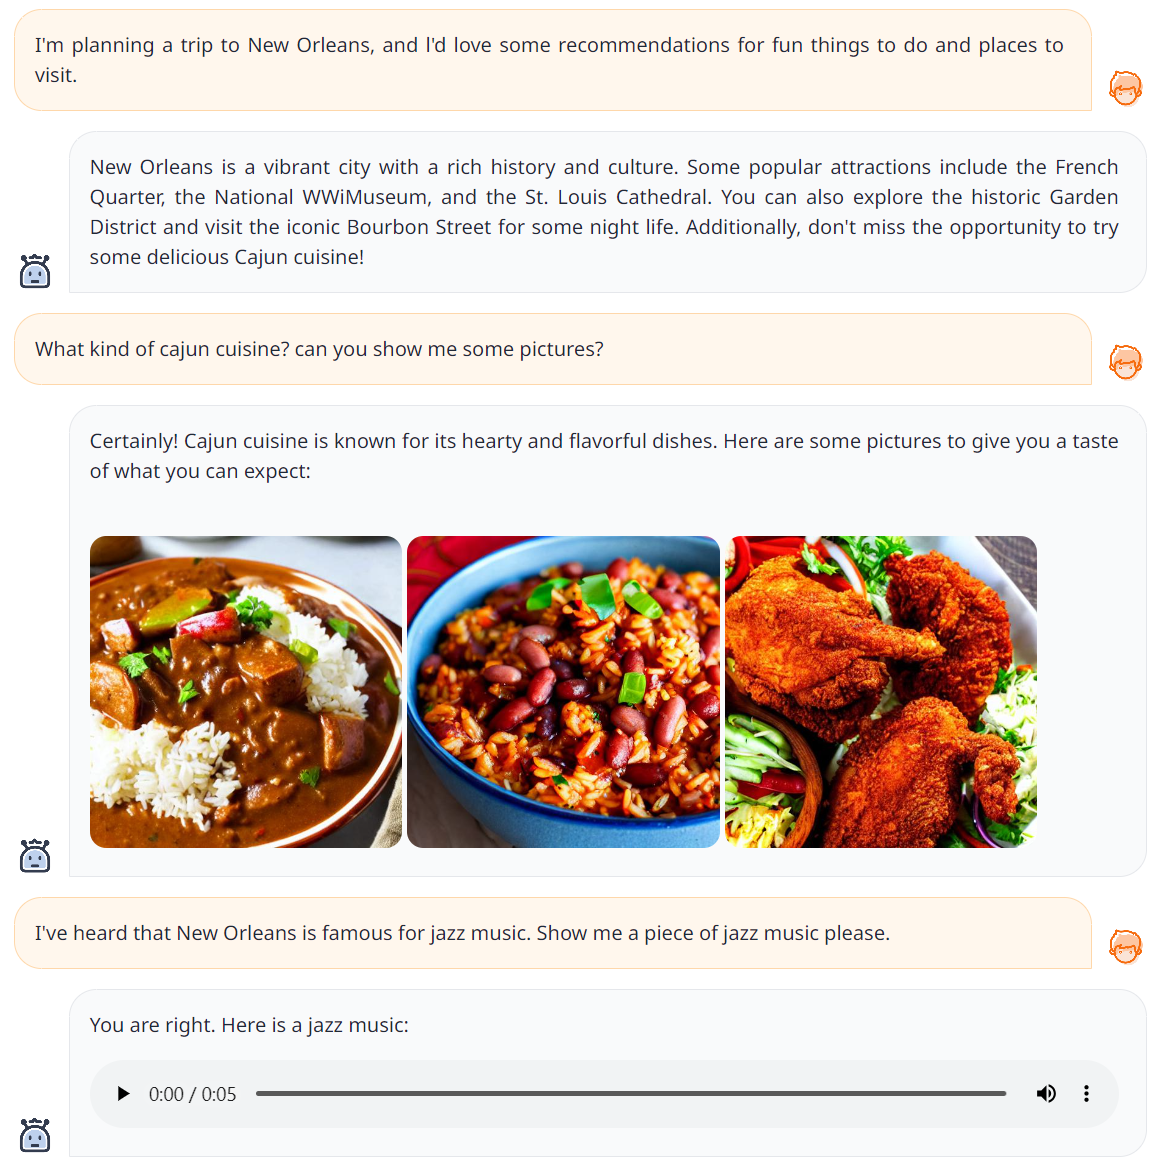 I'm planning a trip to New Orleans, and l'd love some recommendations for fun things to do and places to
visit.
New Orleans is a vibrant city with a rich history and culture. Some popular attractions include the French
Quarter, the National WWiMuseum, and the St. Louis Cathedral. You can also explore the historic Garden
District and visit the iconic Bourbon Street for some night life. Additionally, don't miss the opportunity to try
some delicious Cajun cuisine!
What kind of cajun cuisine? can you show me some pictures?
Certainly! Cajun cuisine is known for its hearty and flavorful dishes. Here are some pictures to give you a taste
of what you can expect:
I've heard that New Orleans is famous for jazz music. Show me a piece of jazz music please.
You are right. Here is a jazz music:
0:00 / 0:05